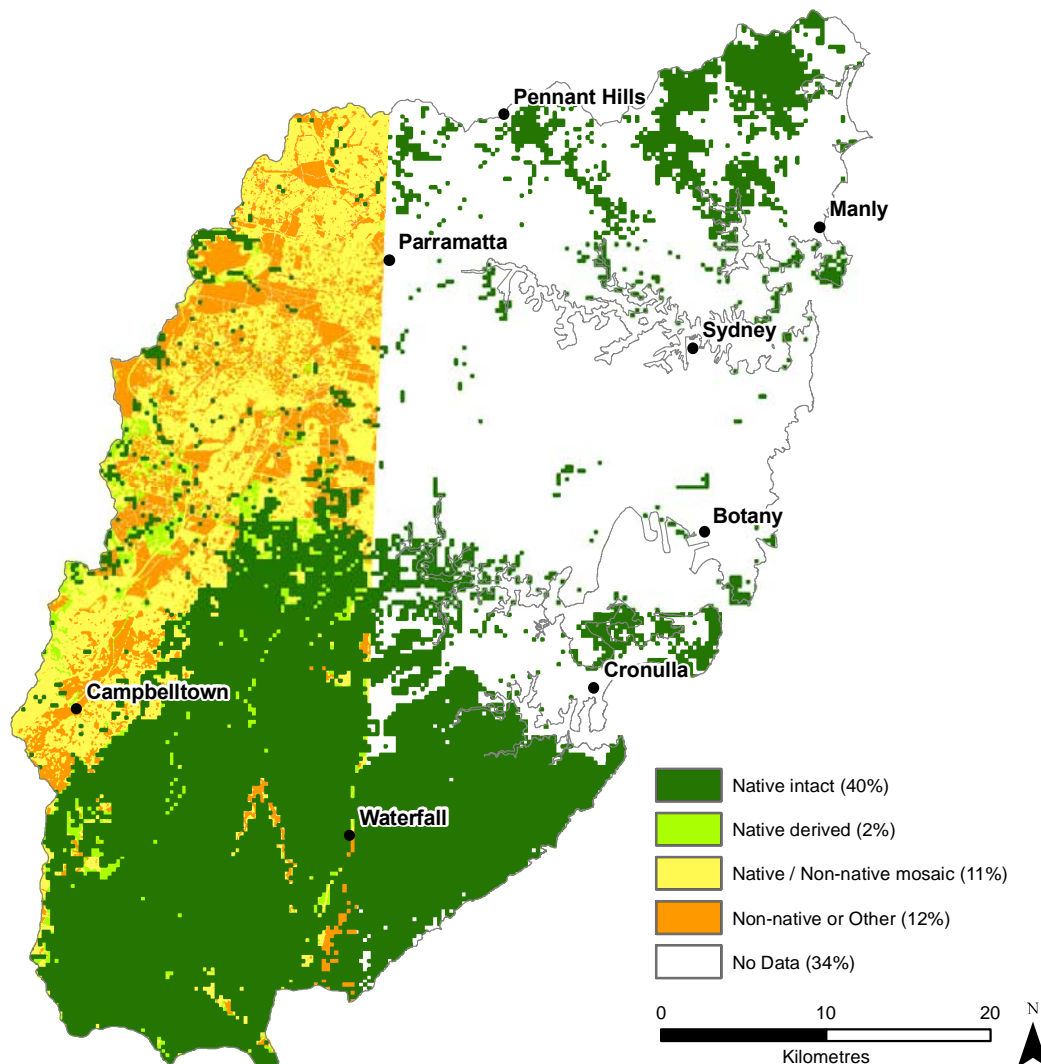 Pennant Hills
Manly
Parramatta
Sydney
Botany
Cronulla
Campbelltown
Waterfall
Native intact (40%)
Native derived (2%)
Native / Non-native mosaic (11%)
Non-native or Other (12%)
No Data (34%)
0 10 20
Kilometres
N